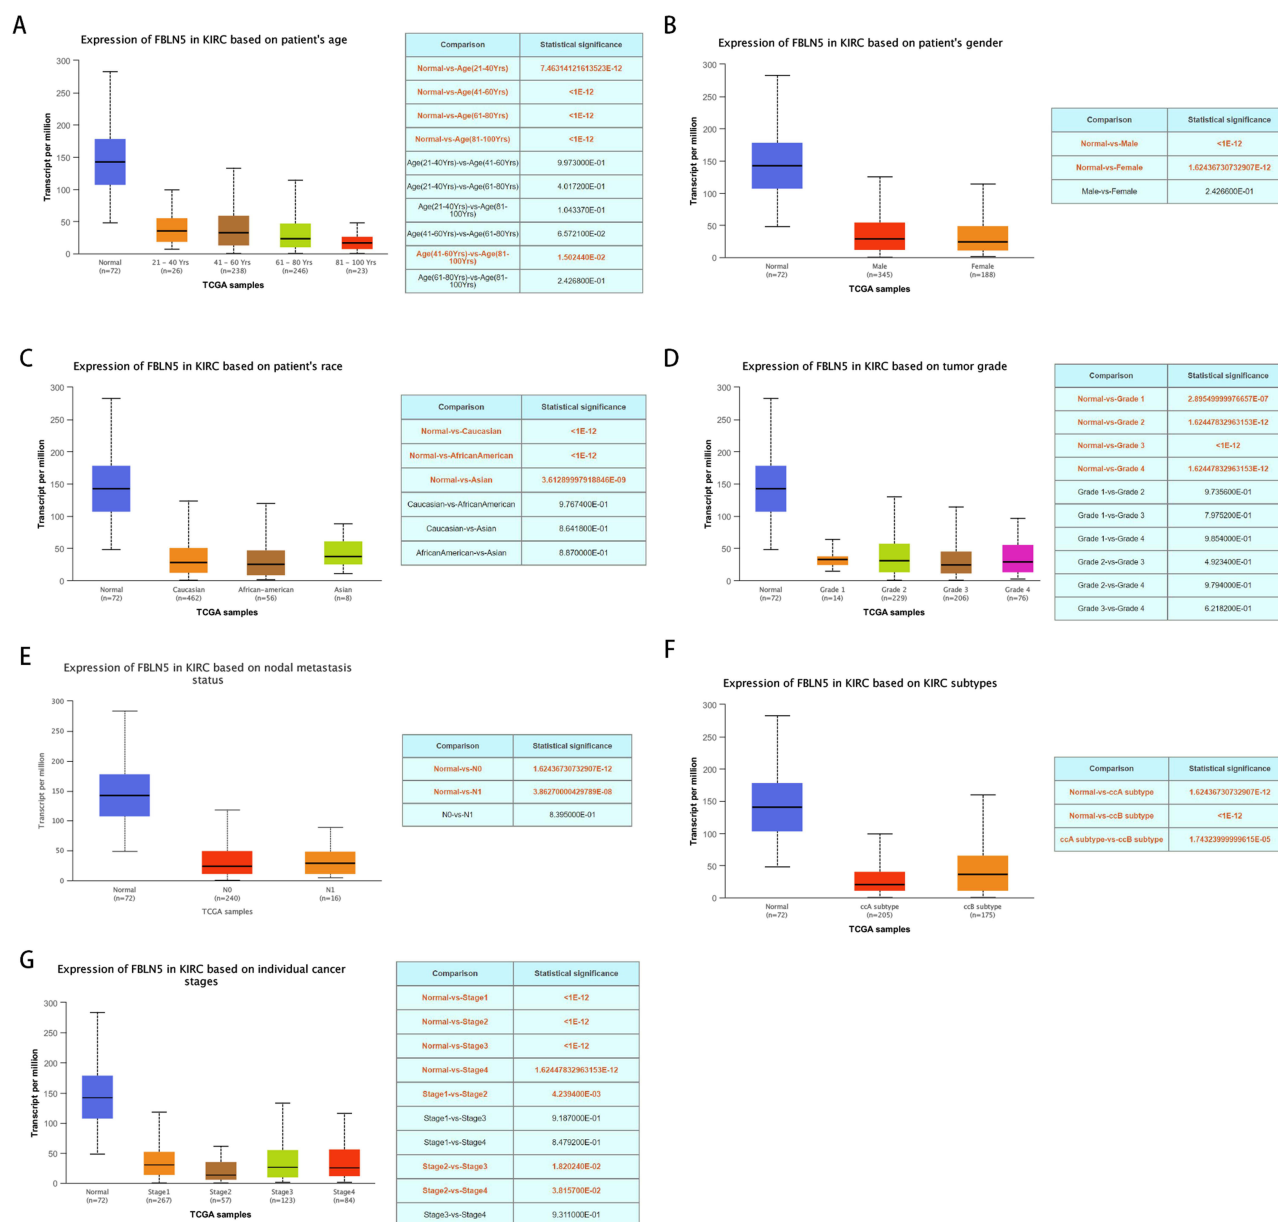 A
Expression of FBLN5 in KIRC based on patient's age
Transcript per million
300
250
200
150
100
50
0
Normal
(n=72)
21 – 40 Yrs
(n=26)
41 – 60 Yrs
(n=238)
61 – 80 Yrs
(n=246)
81 – 100 Yrs
(n=23)
TCGA samples
Comparison Statistical significance
Normal-vs-Age(21-40Yrs) 7.46314121613523E-12
Normal-vs-Age(41-60Yrs) <1E-12
Normal-vs-Age(61-80Yrs) <1E-12
Normal-vs-Age(81-100Yrs) <1E-12
Age(21-40Yrs)-vs-Age(41-60Yrs) 9.973000E-01
Age(21-40Yrs)-vs-Age(61-80Yrs) 4.017200E-01
Age(21-40Yrs)-vs-Age(81-
100Yrs) 1.043370E-01
Age(41-60Yrs)-vs-Age(61-80Yrs) 6.572100E-02
Age(41-60Yrs)-vs-Age(81-
100Yrs) 1.502440E-02
Age(61-80Yrs)-vs-Age(81-
100Yrs) 2.426800E-01
B
Expression of FBLN5 in KIRC based on patient's gender
Transcript per million
300
250
200
150
100
50
0
Normal
(n=72)
Male
(n=345)
Female
(n=188)
TCGA samples
Comparison Statistical significance
Normal-vs-Male <1E-12
Normal-vs-Female 1.62436730732907E-12
Male-vs-Female 2.426600E-01
C
Expression of FBLN5 in KIRC based on patient's race
Transcript per million
300
250
200
150
100
50
0
Normal
(n=72)
Caucasian
(n=462)
African-american
(n=56)
Asian
(n=8)
TCGA samples
Comparison Statistical significance
Normal-vs-Caucasian <1E-12
Normal-vs-AfricanAmerican <1E-12
Normal-vs-Asian 3.61289997918846E-09
Caucasian-vs-AfricanAmerican 9.767400E-01
Caucasian-vs-Asian 8.641800E-01
AfricanAmerican-vs-Asian 8.870000E-01
D
Expression of FBLN5 in KIRC based on tumor grade
Transcript per million
300
250
200
150
100
50
0
Normal
(n=72)
Grade 1
(n=14)
Grade 2
(n=229)
Grade 3
(n=206)
Grade 4
(n=76)
TCGA samples
Comparison Statistical significance
Normal-vs-Grade 1 2.89549999976657E-07
Normal-vs-Grade 2 1.62447832963153E-12
Normal-vs-Grade 3 <1E-12
Normal-vs-Grade 4 1.62447832963153E-12
Grade 1-vs-Grade 2 9.735600E-01
Grade 1-vs-Grade 3 7.975200E-01
Grade 1-vs-Grade 4 9.854000E-01
Grade 2-vs-Grade 3 4.923400E-01
Grade 2-vs-Grade 4 9.794000E-01
Grade 3-vs-Grade 4 6.218200E-01
E
Expression of FBLN5 in KIRC based on nodal metastasis
status
Transcript per million
300
250
200
150
100
50
0
Normal
(n=72)
N0
(n=240)
N1
(n=16)
TCGA samples
Comparison Statistical significance
Normal-vs-N0 1.62436730732907E-12
Normal-vs-N1 3.86270000429789E-08
N0-vs-N1 8.395000E-01
F
Expression of FBLN5 in KIRC based on KIRC subtypes
Transcript per million
300
250
200
150
100
50
0
Normal
(n=72)
ccA subtype
(n=205)
ccB subtype
(n=175)
TCGA samples
Comparison Statistical significance
Normal-vs-ccA subtype 1.62436730732907E-12
Normal-vs-ccB subtype <1E-12
ccA subtype-vs-ccB subtype 1.74323999999615E-05
G
Expression of FBLN5 in KIRC based on individual cancer
stages
Transcript per million
300
250
200
150
100
50
0
Normal
(n=72)
Stage1
(n=267)
Stage2
(n=57)
Stage3
(n=123)
Stage4
(n=84)
TCGA samples
Comparison Statistical significance
Normal-vs-Stage1 <1E-12
Normal-vs-Stage2 <1E-12
Normal-vs-Stage3 <1E-12
Normal-vs-Stage4 1.62447832963153E-12
Stage1-vs-Stage2 4.239400E-03
Stage1-vs-Stage3 9.187000E-01
Stage1-vs-Stage4 8.479200E-01
Stage2-vs-Stage3 1.820240E-02
Stage2-vs-Stage4 3.815700E-02
Stage3-vs-Stage4 9.311000E-01